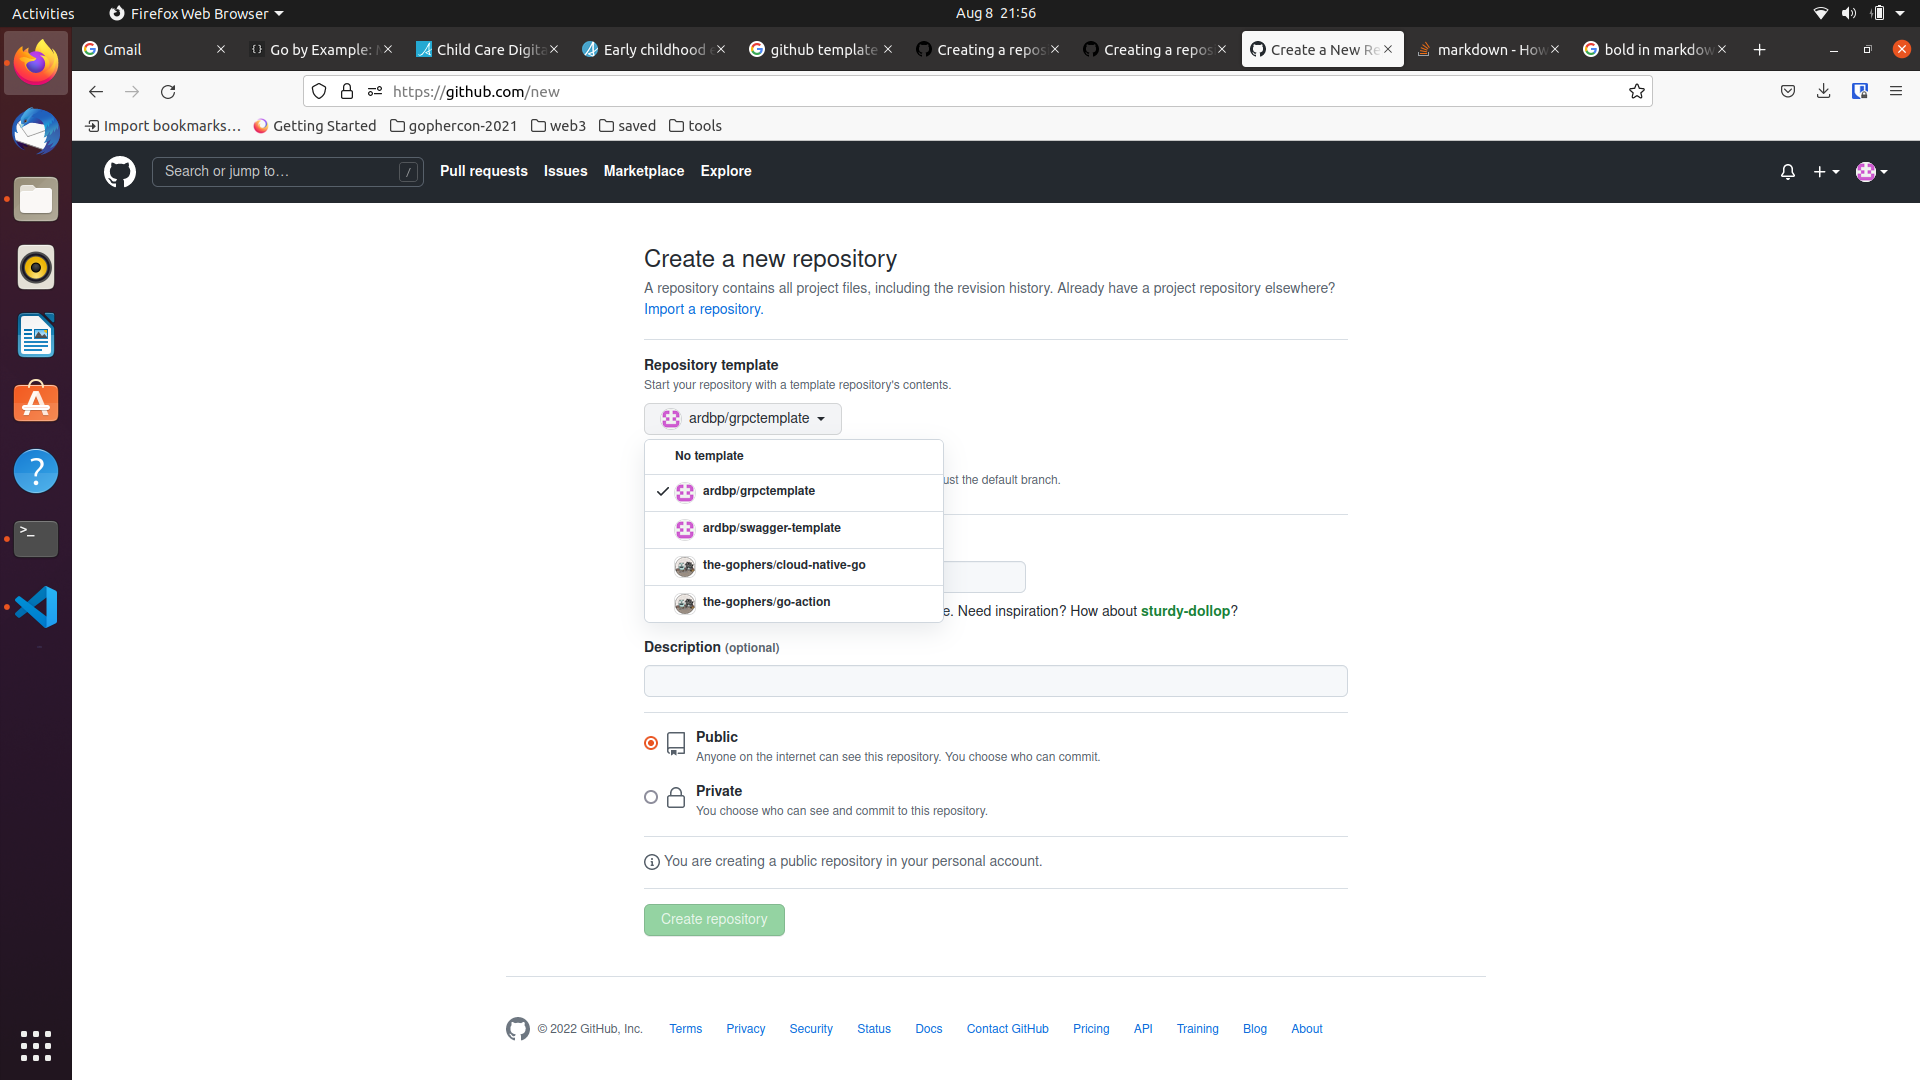 Activities
Firefox Web Browser
Aug 8 21:56
Gmail
Go by Example:
Child Care Digita
Early childhood
github template
Creating a repos
Creating a repos
Create a New Re
markdown - How
bold in markdow
https://github.com/new
Import bookmarks...
Getting Started
gophercon-2021
web3
saved
tools
Search or jump to...
/
Pull requests
Issues
Marketplace
Explore
Create a new repository
A repository contains all project files, including the revision history. Already have a project repository elsewhere?
Import a repository.
Repository template
Start your repository with a template repository's contents.
ardbp/grpctemplate
No template
ust the default branch.
ardbp/grpctemplate
ardbp/swagger-template
the-gophers/cloud-native-go
the-gophers/go-action
e. Need inspiration? How about sturdy-dollop?
Description (optional)
Public
Anyone on the internet can see this repository. You choose who can commit.
Private
You choose who can see and commit to this repository.
You are creating a public repository in your personal account.
Create repository
© 2022 GitHub, Inc.
Terms
Privacy
Security
Status
Docs
Contact GitHub
Pricing
API
Training
Blog
About